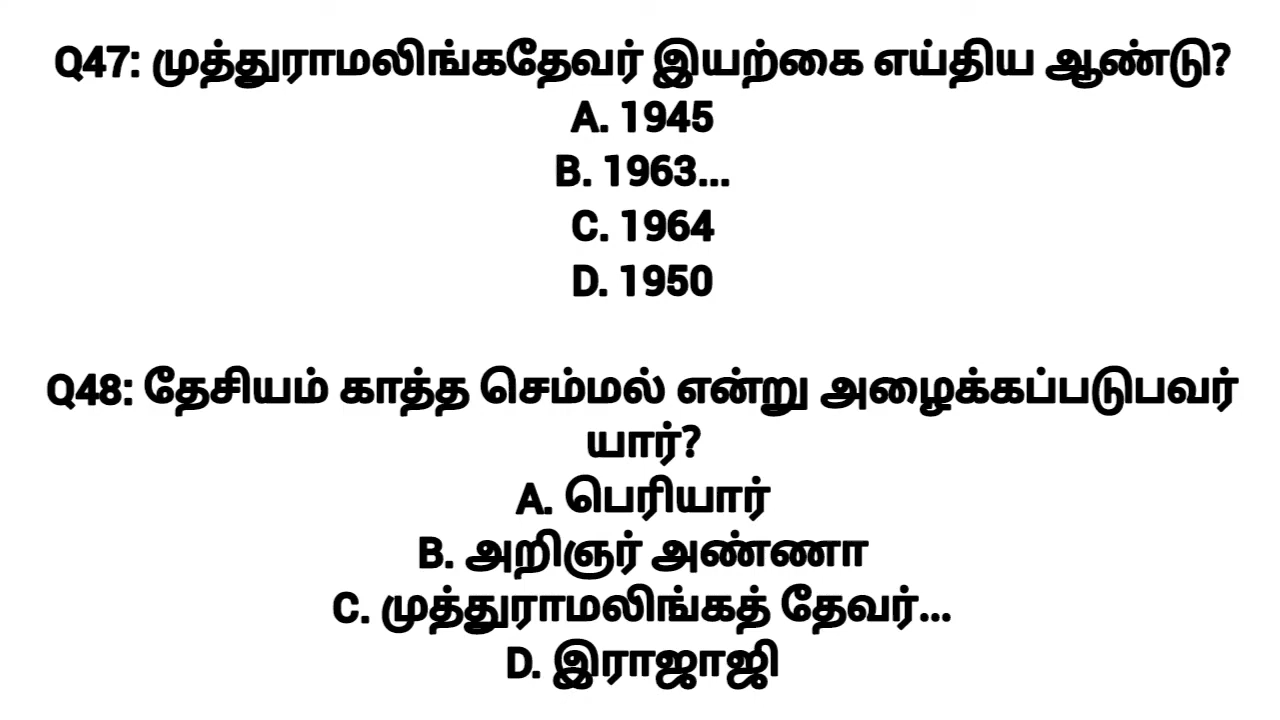 Q47: முத்துராமலிங்கதேவர் இயற்கை எய்திய ஆண்டு?
A. 1945
B. 1963...
C. 1964
D. 1950
Q48: தேசியம் காத்த செம்மல் என்று அழைக்கப்படுபவர்
யார்?
A. பெரியார்
B. அறிஞர் அண்ணா
C. முத்துராமலிங்கத் தேவர்...
D. இராஜாஜி